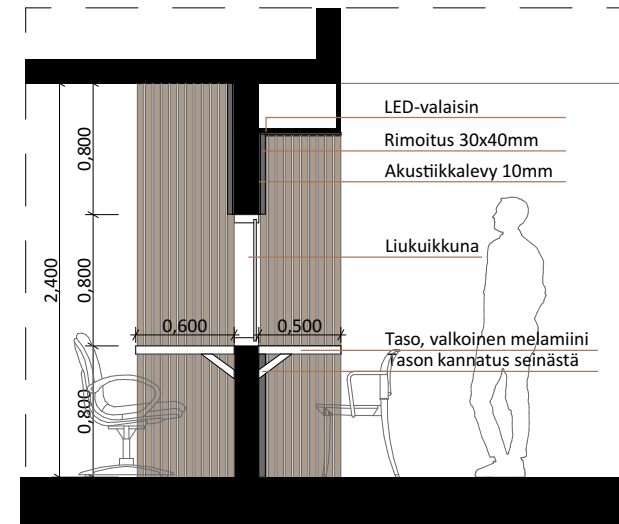 LED-valaisin
Rimoitus 30x40mm
Akustiikkalevy 10mm
0,800
Liukuikkuna
2,400
0,800
0,600
0,500
Taso, valkoinen melamiini
Tason kannatus seinästä
0,800